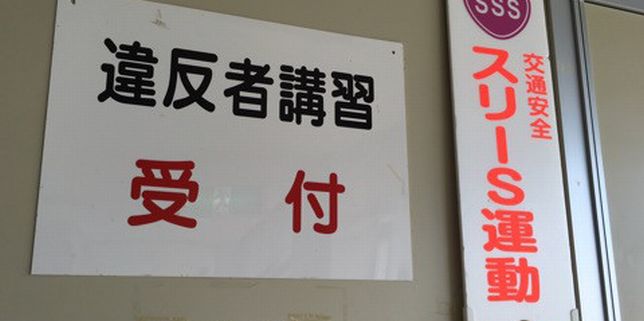 違反者講習
受付
SSS
交通安全
スリーS運動